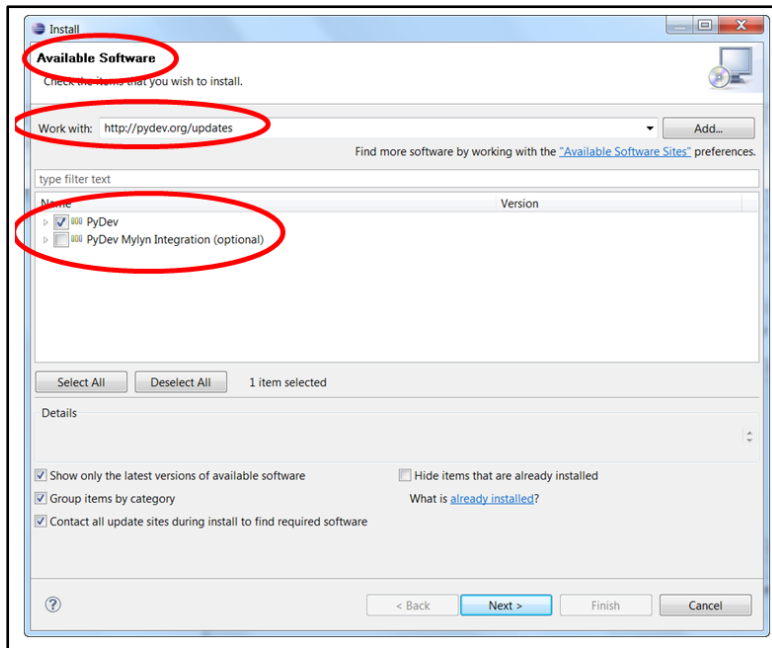 Install
Available Software
Check the items that you wish to install.
Work with: http://pydev.org/updates Add...
Find more software by working with the "Available Software Sites" preferences.
type filter text
Name Version
PyDev
PyDev Mylyn Integration (optional)
Select All Deselect All 1 item selected
Details
Show only the latest versions of available software Hide items that are already installed
Group items by category What is already installed?
Contact all update sites during install to find required software
? < Back Next > Finish Cancel